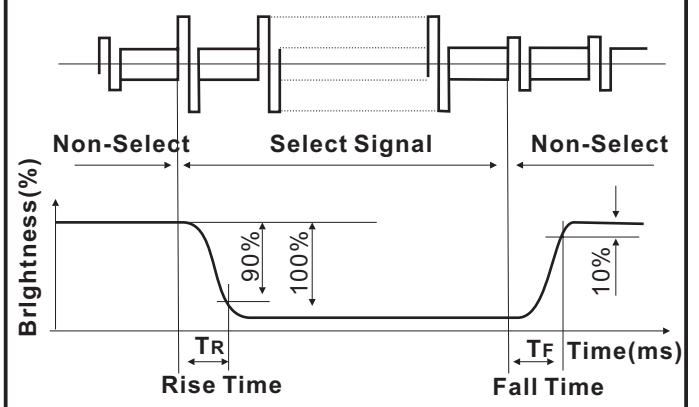 Non-Select Select Signal Non-Select
BrIghtness(%)
90%
100%
10%
TR TF Time(ms)
Rise Time Fall Time